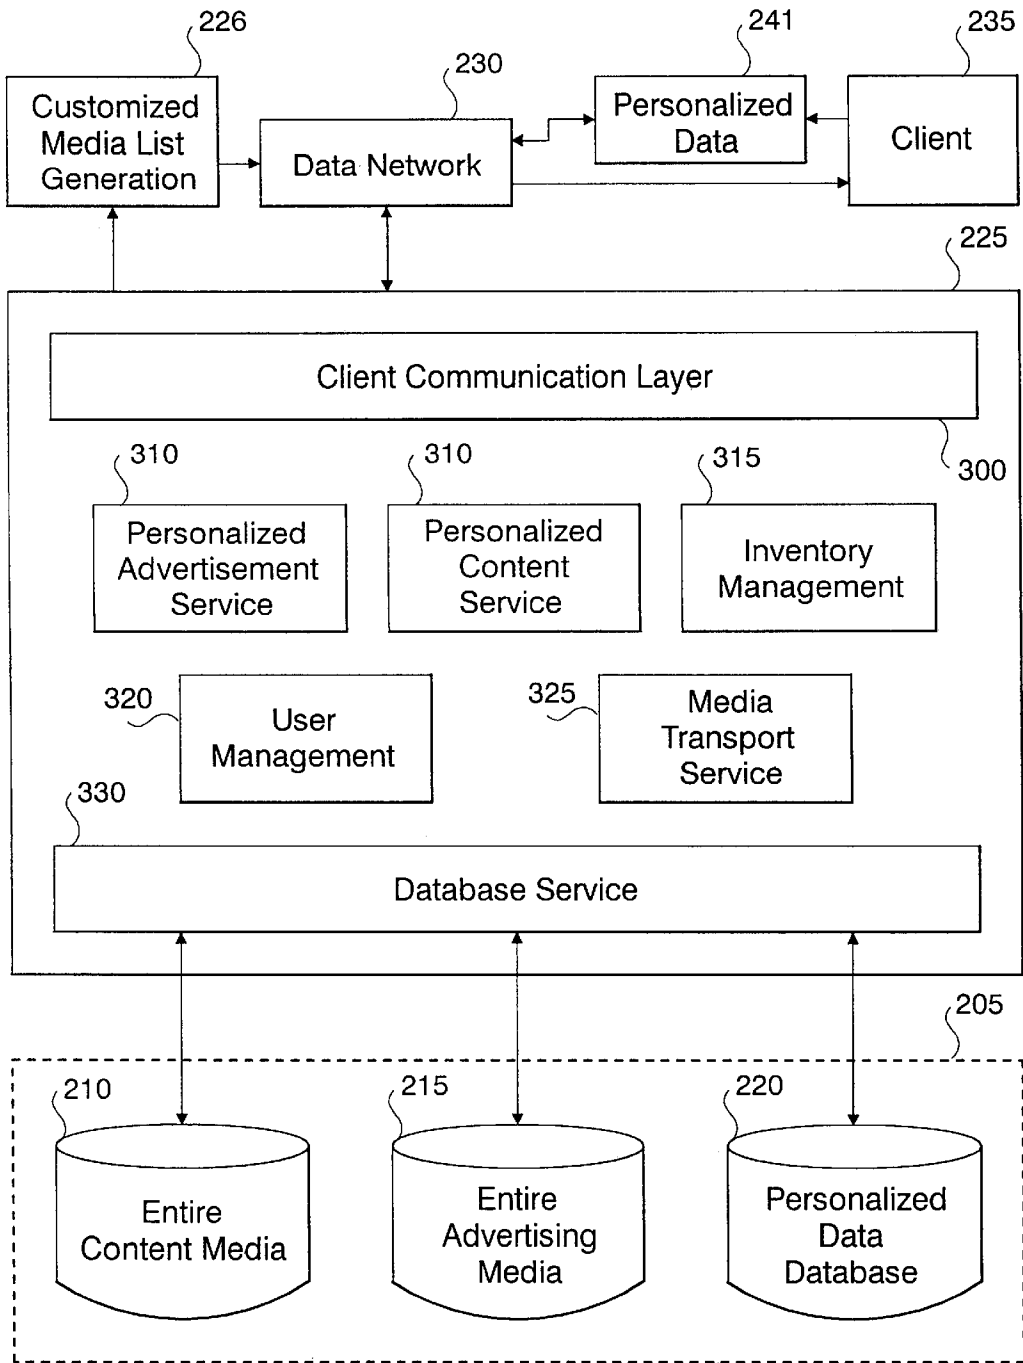 226
241
235
230
Customized
Media List
Generation
Data Network
Personalized
Data
Client
225
Client Communication Layer
300
310
310
315
Personalized
Advertisement
Service
Personalized
Content
Service
Inventory
Management
320
User
Management
325
Media
Transport
Service
330
Database Service
205
210
215
220
Entire
Content Media
Entire
Advertising
Media
Personalized
Data
Database